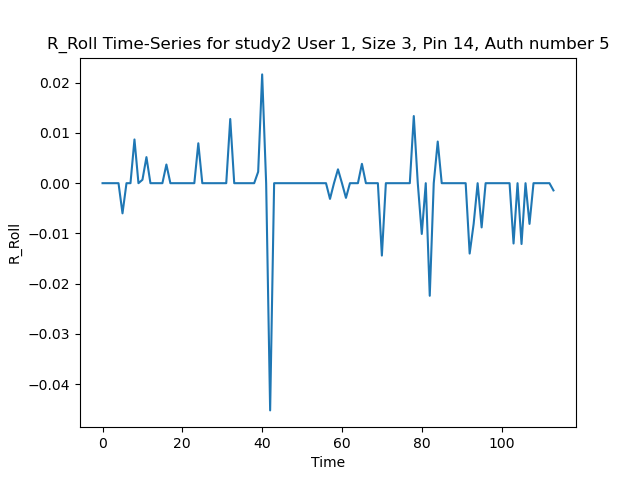 R_Roll Time-Series for study2 User 1, Size 3, Pin 14, Auth number 5
0.02
0.01
0.00
−0.01
−0.02
−0.03
−0.04
R_Roll
0 20 40 60 80 100
Time